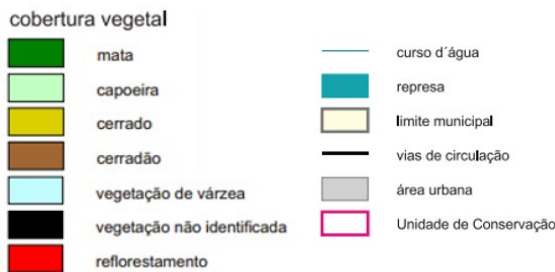 cobertura vegetal
mata
capoeira
cerrado
cerradão
vegetação de várzea
vegetação não identificada
reflorestamento
curso d´água
represa
limite municipal
vias de circulação
área urbana
Unidade de Conservação